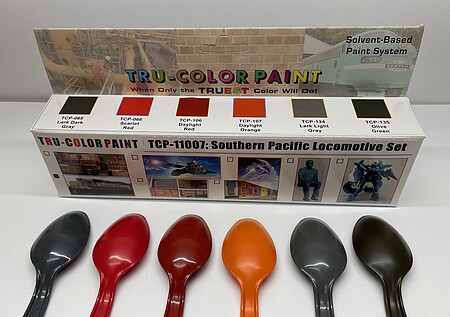 Solvent-Based
Paint System
TRU-COLOR PAINT
When Only the TRUEST Color Will Do!
TCP-065
Lark Dark
Gray
TCP-066
Scarlet
Red
TCP-106
Daylight
Red
TCP-107
Daylight
Orange
TCP-134
Lark Light
Gray
TCP-135
Olive
Green
TRU-COLOR PAINT TCP-11007: Southern Pacific Locomotive Set